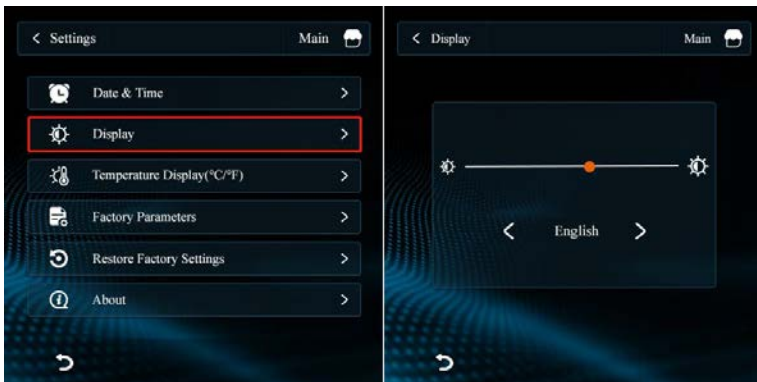 Settings Main
Date & Time
Display
Temperature Display(°C/°F)
Factory Parameters
Restore Factory Settings
About
Display Main
English